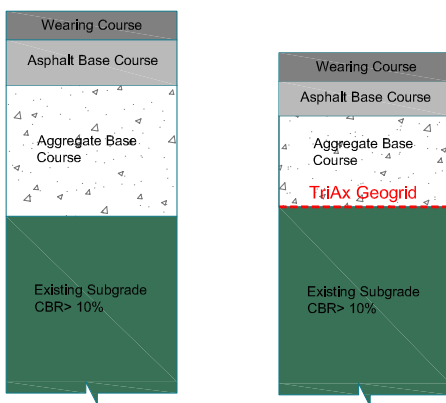 Wearing Course
Asphalt Base Course
Aggregate Base
Course
Existing Subgrade
CBR> 10%
Wearing Course
Asphalt Base Course
Aggregate Base
Course
TriAx Geogrid
Existing Subgrade
CBR> 10%